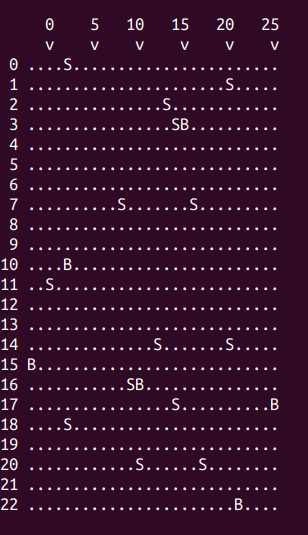 0    5   10   15   20   25
     v    v    v    v    v    v
 0 ....S.......................
 1 ......................S.....
 2 ...............S............
 3 ................SB..........
 4 ............................
 5 ............................
 6 ............................
 7 ..........S.......S.........
 8 ............................
 9 ............................
10 ....B.......................
11 ..S.........................
12 ............................
13 ............................
14 ..............S.......S.....
15 B...........................
16 ...........SB...............
17 ................S..........B
18 ....S.......................
19 ............................
20 ............S......S........
21 ............................
22 .......................B....